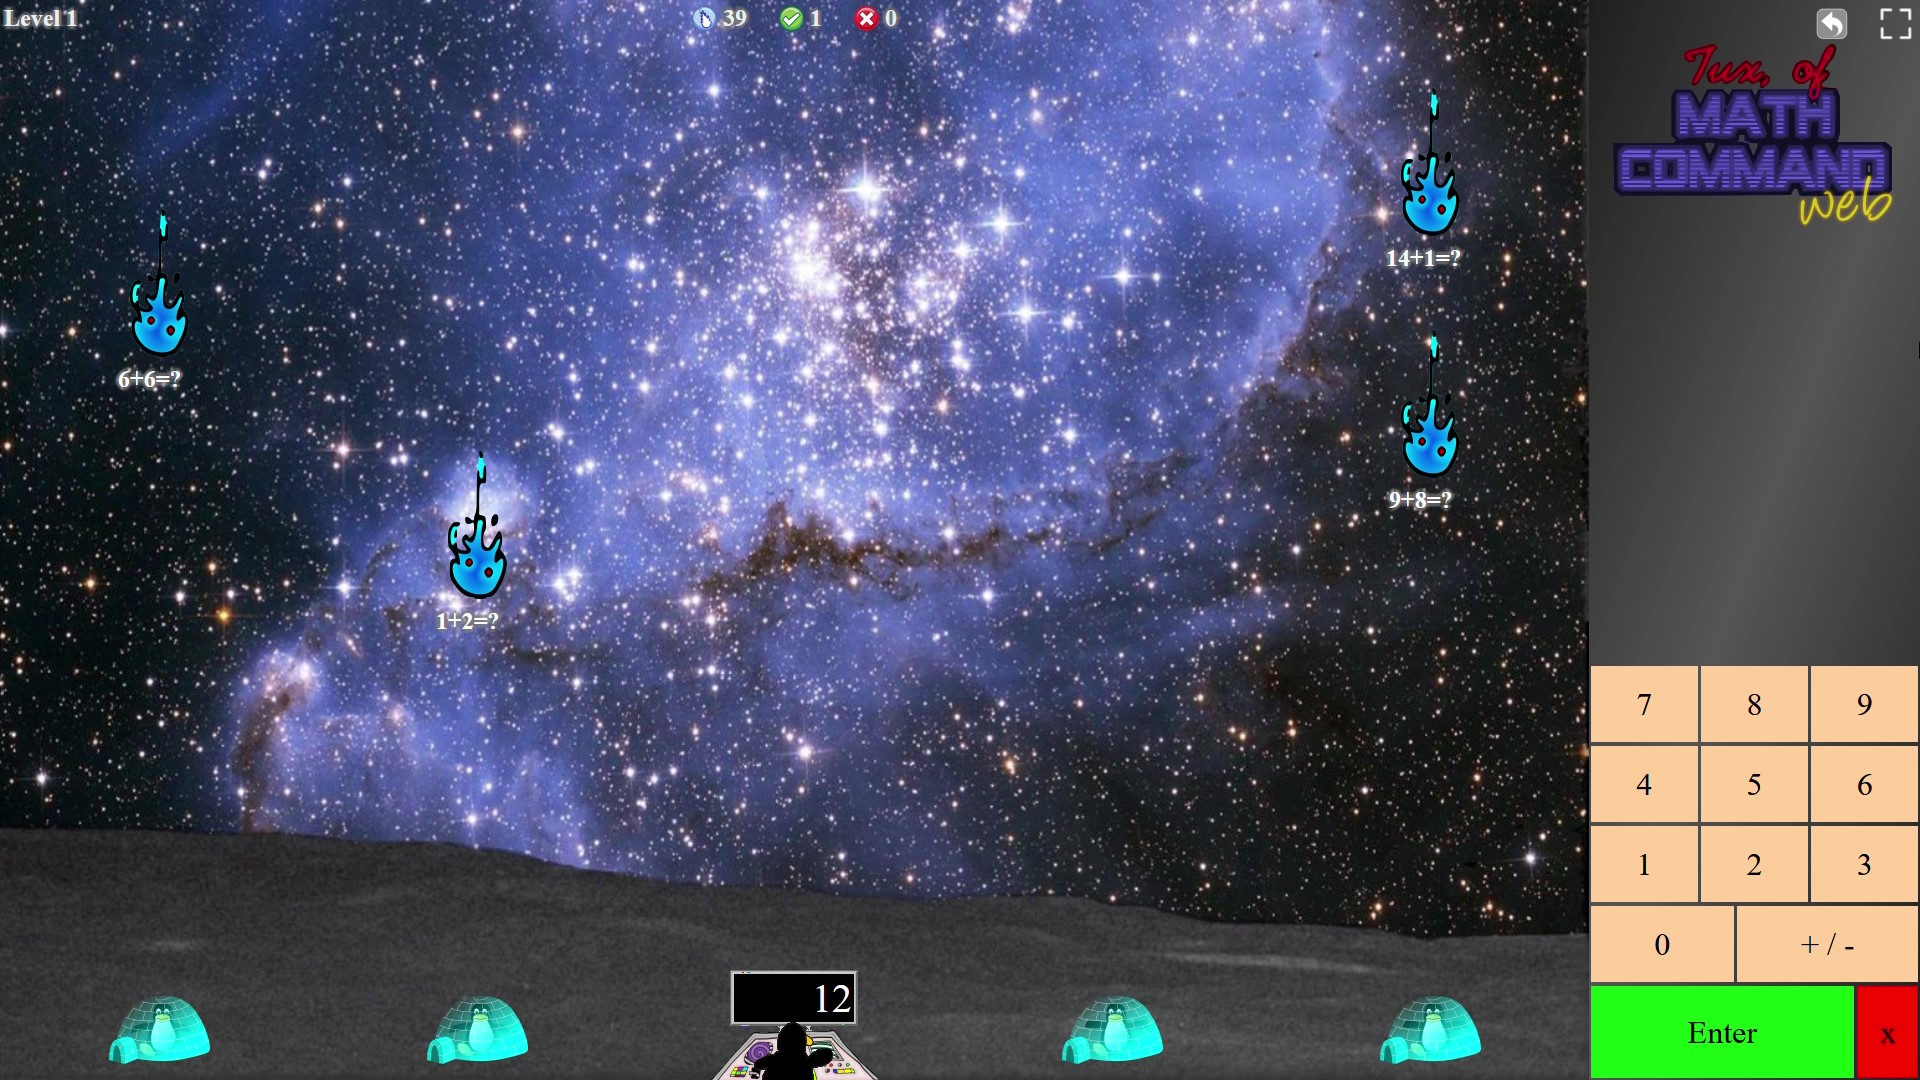 Level 1
39
1
0
Tux, of
MATH
COMMAND
web
14+1=?
6+6=?
9+8=?
1+2=?
7
8
9
4
5
6
1
2
3
0
+ / -
12
Enter
x